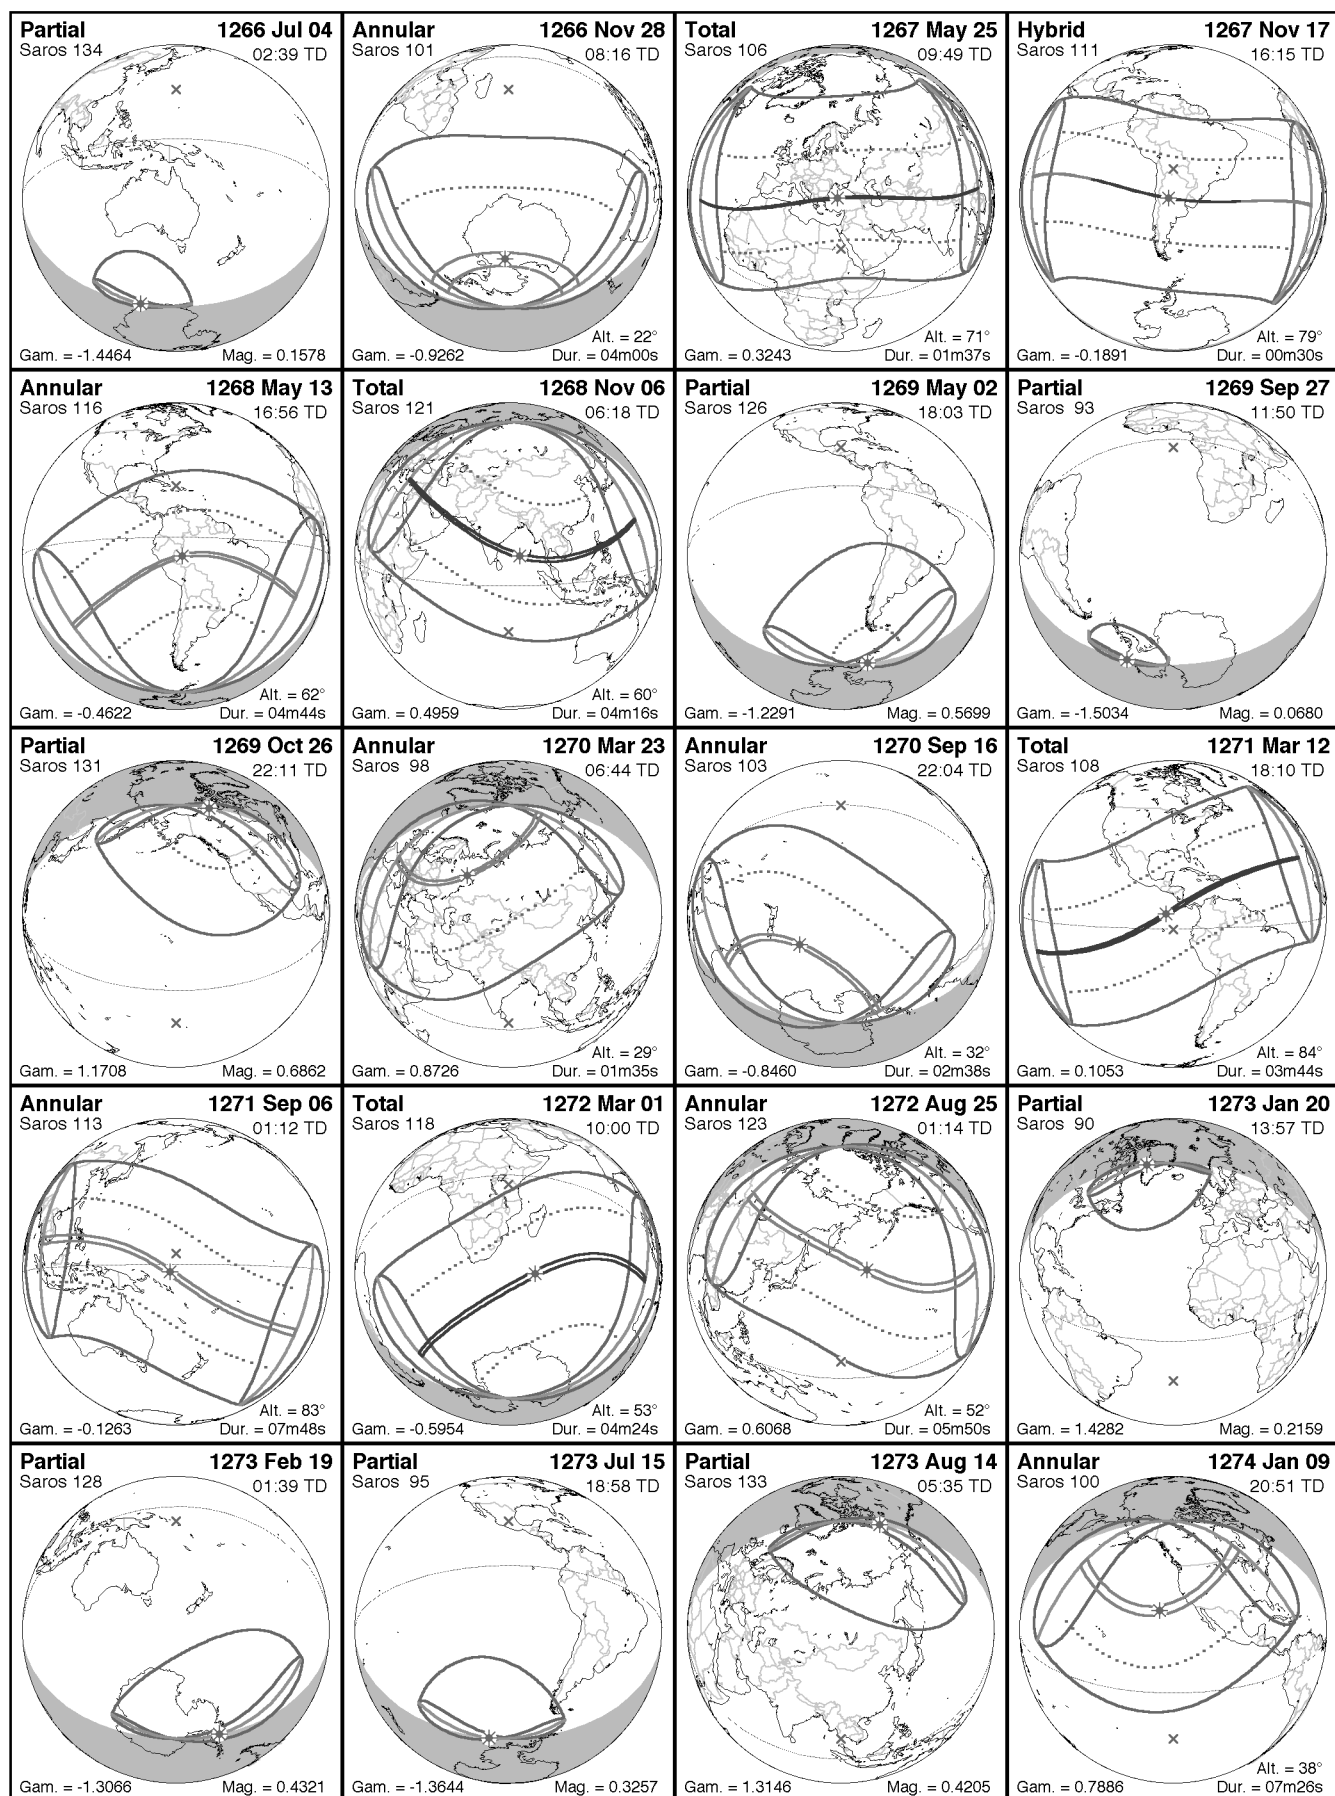 Partial 1266 Jul 04
Saros 134 02:39 TD
Gam. = -1.4464 Mag. = 0.1578
Annular 1266 Nov 28
Saros 101 08:16 TD
Alt. = 22°
Gam. = -0.9262 Dur. = 04m00s
Total 1267 May 25
Saros 106 09:49 TD
Alt. = 71°
Gam. = 0.3243 Dur. = 01m37s
Hybrid 1267 Nov 17
Saros 111 16:15 TD
Alt. = 79°
Gam. = -0.1891 Dur. = 00m30s
Annular 1268 May 13
Saros 116 16:56 TD
Alt. = 62°
Gam. = -0.4622 Dur. = 04m44s
Total 1268 Nov 06
Saros 121 06:18 TD
Alt. = 60°
Gam. = 0.4959 Dur. = 04m16s
Partial 1269 May 02
Saros 126 18:03 TD
Gam. = -1.2291 Mag. = 0.5699
Partial 1269 Sep 27
Saros 93 11:50 TD
Gam. = -1.5034 Mag. = 0.0680
Partial 1269 Oct 26
Saros 131 22:11 TD
Gam. = 1.1708 Mag. = 0.6862
Annular 1270 Mar 23
Saros 98 06:44 TD
Alt. = 29°
Gam. = 0.8726 Dur. = 01m35s
Annular 1270 Sep 16
Saros 103 22:04 TD
Alt. = 32°
Gam. = -0.8460 Dur. = 02m38s
Total 1271 Mar 12
Saros 108 18:10 TD
Alt. = 84°
Gam. = 0.1053 Dur. = 03m44s
Annular 1271 Sep 06
Saros 113 01:12 TD
Alt. = 83°
Gam. = -0.1263 Dur. = 07m48s
Total 1272 Mar 01
Saros 118 10:00 TD
Alt. = 53°
Gam. = -0.5954 Dur. = 04m24s
Annular 1272 Aug 25
Saros 123 01:14 TD
Alt. = 52°
Gam. = 0.6068 Dur. = 05m50s
Partial 1273 Jan 20
Saros 90 13:57 TD
Gam. = 1.4282 Mag. = 0.2159
Partial 1273 Feb 19
Saros 128 01:39 TD
Gam. = -1.3066 Mag. = 0.4321
Partial 1273 Jul 15
Saros 95 18:58 TD
Gam. = -1.3644 Mag. = 0.3257
Partial 1273 Aug 14
Saros 133 05:35 TD
Gam. = 1.3146 Mag. = 0.4205
Annular 1274 Jan 09
Saros 100 20:51 TD
Alt. = 38°
Gam. = 0.7886 Dur. = 07m26s